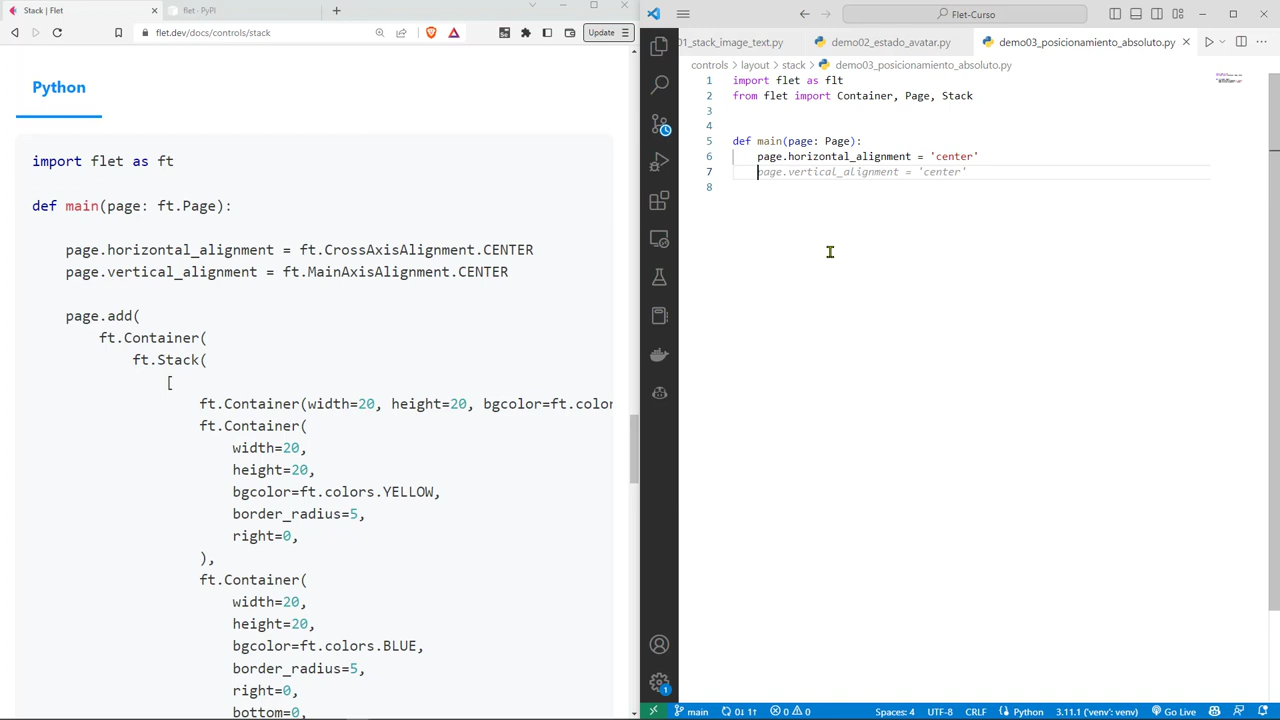 Stack | Flet
flet · PyPI
flet.dev/docs/controls/stack
Update
Python
import flet as ft
def main(page: ft.Page):
page.horizontal_alignment = ft.CrossAxisAlignment.CENTER
page.vertical_alignment = ft.MainAxisAlignment.CENTER
page.add(
ft.Container(
ft.Stack(
[
ft.Container(width=20, height=20, bgcolor=ft.color
ft.Container(
width=20,
height=20,
bgcolor=ft.colors.YELLOW,
border_radius=5,
right=0,
),
ft.Container(
width=20,
height=20,
bgcolor=ft.colors.BLUE,
border_radius=5,
right=0,
bottom=0,
Flet-Curso
01_stack_image_text.py
demo03_posicionamiento_absoluto.py
controls > layout > stack > demo03_posicionamiento_absoluto.py
1 import flet as flt
2 from flet import Container, Page, Stack
3
4
5 def main(page: Page):
6 page.horizontal_alignment = 'center'
7 page.vertical_alignment = 'center'
8
1
main
0↓ 1↑
0 0
Spaces: 4
UTF-8
CRLF
Python
3.11.1 ('venv': venv)
Go Live